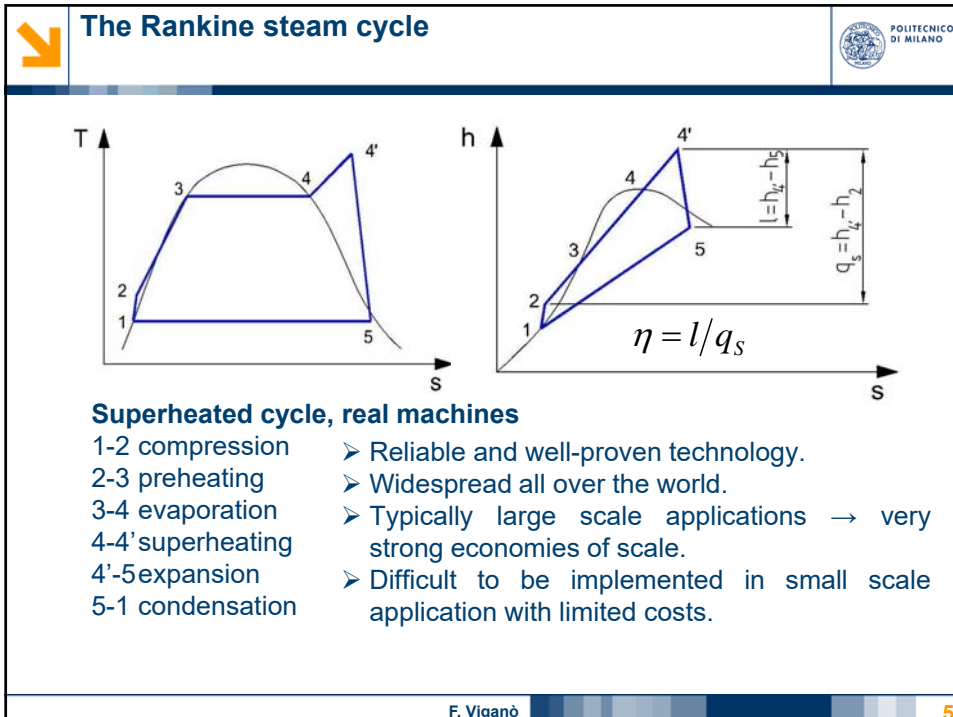 The Rankine steam cycle
POLITECNICO
DI MILANO
T
4'
3
4
2
1
5
s
h
4'
4
3
5
2
1
l=h4'-h5
qs=h4'-h2
η = l/qS
s
Superheated cycle, real machines
1-2 compression
2-3 preheating
3-4 evaporation
4-4’superheating
4’-5expansion
5-1 condensation
➢ Reliable and well-proven technology.
➢ Widespread all over the world.
➢ Typically large scale applications → very
strong economies of scale.
➢ Difficult to be implemented in small scale
application with limited costs.
F. Viganò
5